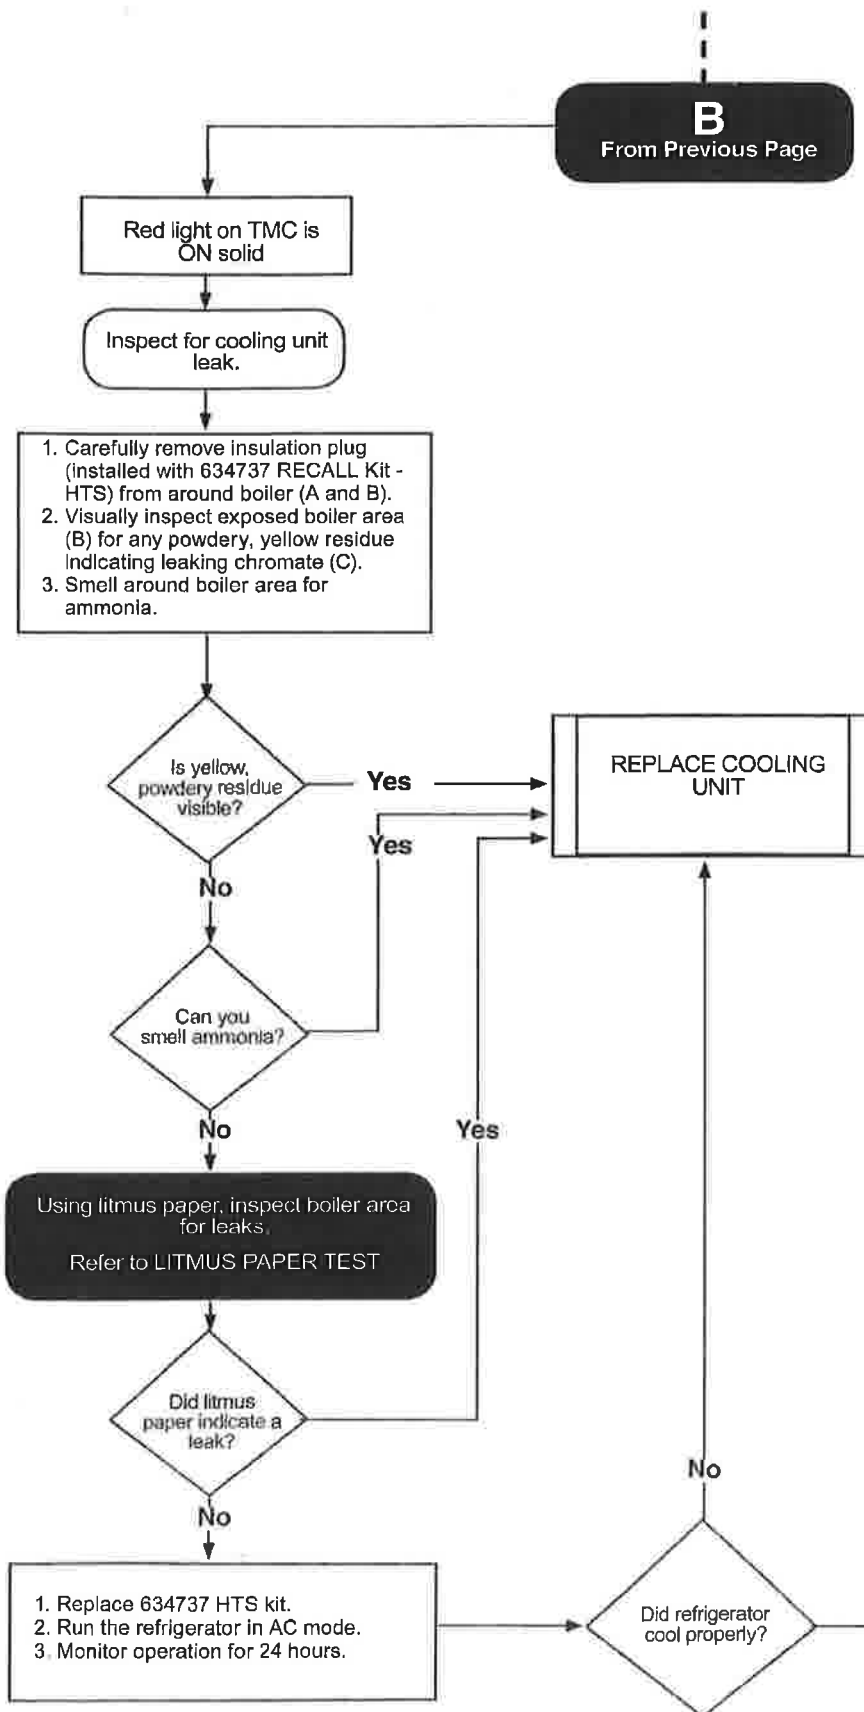 B
From Previous Page
Red light on TMC is
ON solid
Inspect for cooling unit
leak.
1. Carefully remove insulation plug
(installed with 634737 RECALL Kit -
HTS) from around boiler (A and B).
2. Visually inspect exposed boiler area
(B) for any powdery, yellow residue
indicating leaking chromate (C).
3. Smell around boiler area for
ammonia.
Is yellow,
powdery residue
visible?
Yes
REPLACE COOLING
UNIT
Yes
No
Can you
smell ammonia?
Yes
No
Using litmus paper, inspect boiler area
for leaks.
Refer to LITMUS PAPER TEST
Did litmus
paper indicate a
leak?
No
No
1. Replace 634737 HTS kit.
2. Run the refrigerator in AC mode.
3. Monitor operation for 24 hours.
Did refrigerator
cool properly?